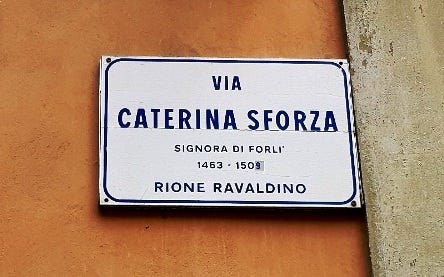 VIA
CATERINA SFORZA
SIGNORA DI FORLI'
1463 - 1509
RIONE RAVALDINO